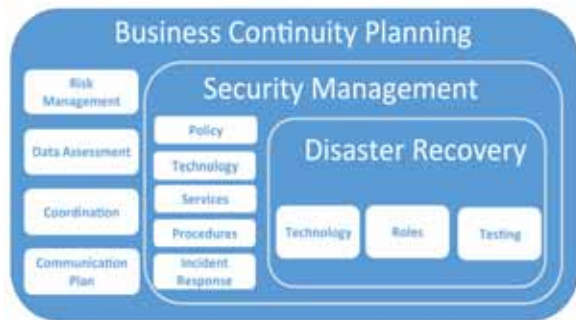 Business Continuity Planning
Risk
Management
Data Assessment
Coordination
Communication
Plan
Security Management
Policy
Technology
Services
Procedures
Incident
Response
Disaster Recovery
Technology
Roles
Testing